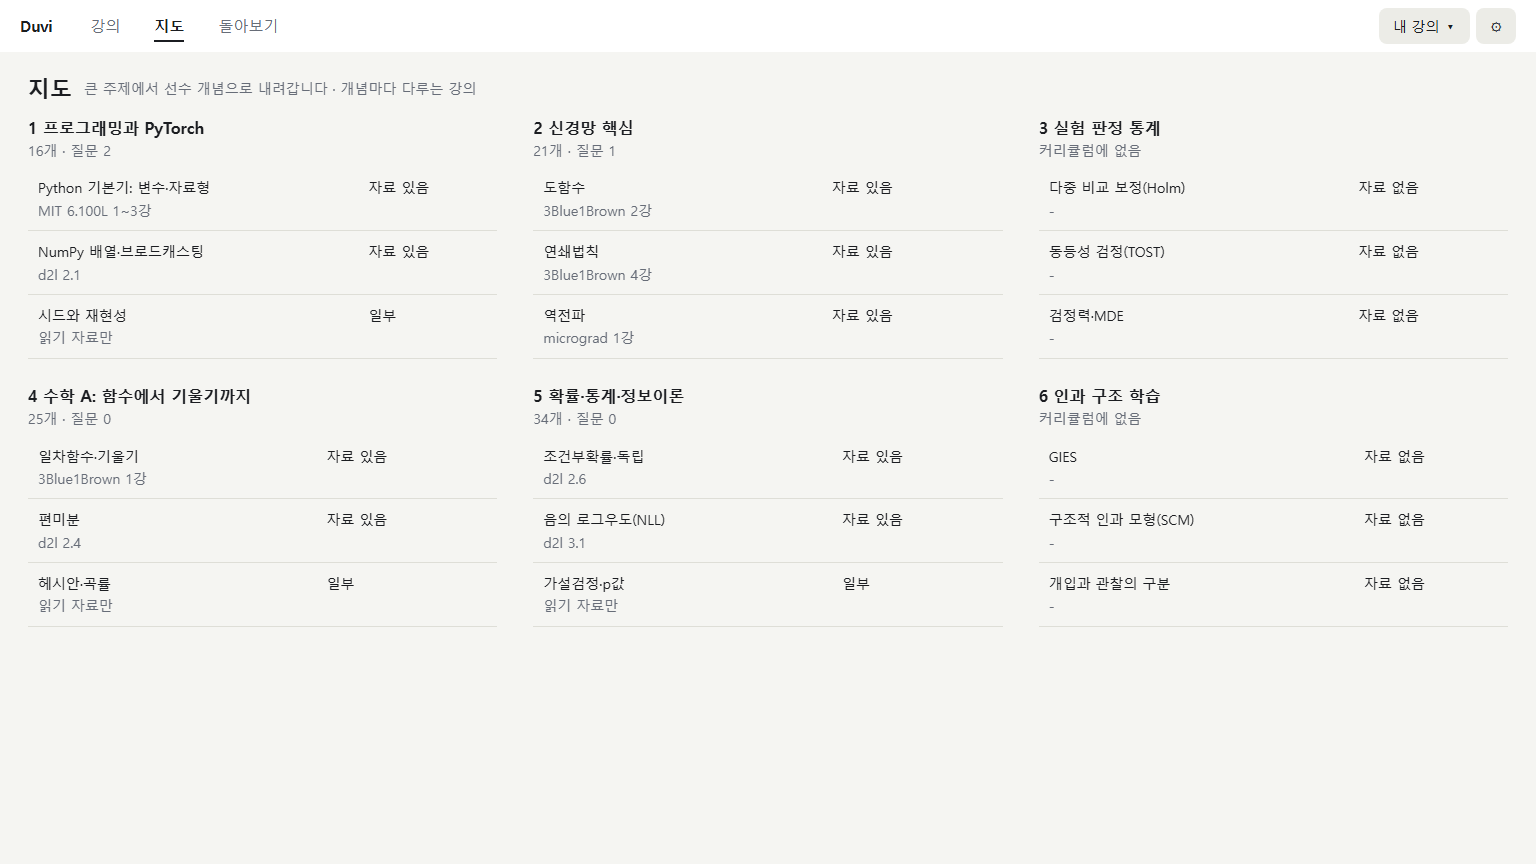 Duvi 강의 지도 돌아보기 내 강의 ▾ ⚙
지도 큰 주제에서 선수 개념으로 내려갑니다 · 개념마다 다루는 강의
1 프로그래밍과 PyTorch
16개 · 질문 2
Python 기본기: 변수·자료형 자료 있음
MIT 6.100L 1~3강
NumPy 배열·브로드캐스팅 자료 있음
d2l 2.1
시드와 재현성 일부
읽기 자료만
2 신경망 핵심
21개 · 질문 1
도함수 자료 있음
3Blue1Brown 2강
연쇄법칙 자료 있음
3Blue1Brown 4강
역전파 자료 있음
micrograd 1강
3 실험 판정 통계
커리큘럼에 없음
다중 비교 보정(Holm) 자료 없음
-
동등성 검정(TOST) 자료 없음
-
검정력·MDE 자료 없음
-
4 수학 A: 함수에서 기울기까지
25개 · 질문 0
일차함수·기울기 자료 있음
3Blue1Brown 1강
편미분 자료 있음
d2l 2.4
헤시안·곡률 일부
읽기 자료만
5 확률·통계·정보이론
34개 · 질문 0
조건부확률·독립 자료 있음
d2l 2.6
음의 로그우도(NLL) 자료 있음
d2l 3.1
가설검정·p값 일부
읽기 자료만
6 인과 구조 학습
커리큘럼에 없음
GIES 자료 없음
-
구조적 인과 모형(SCM) 자료 없음
-
개입과 관찰의 구분 자료 없음
-